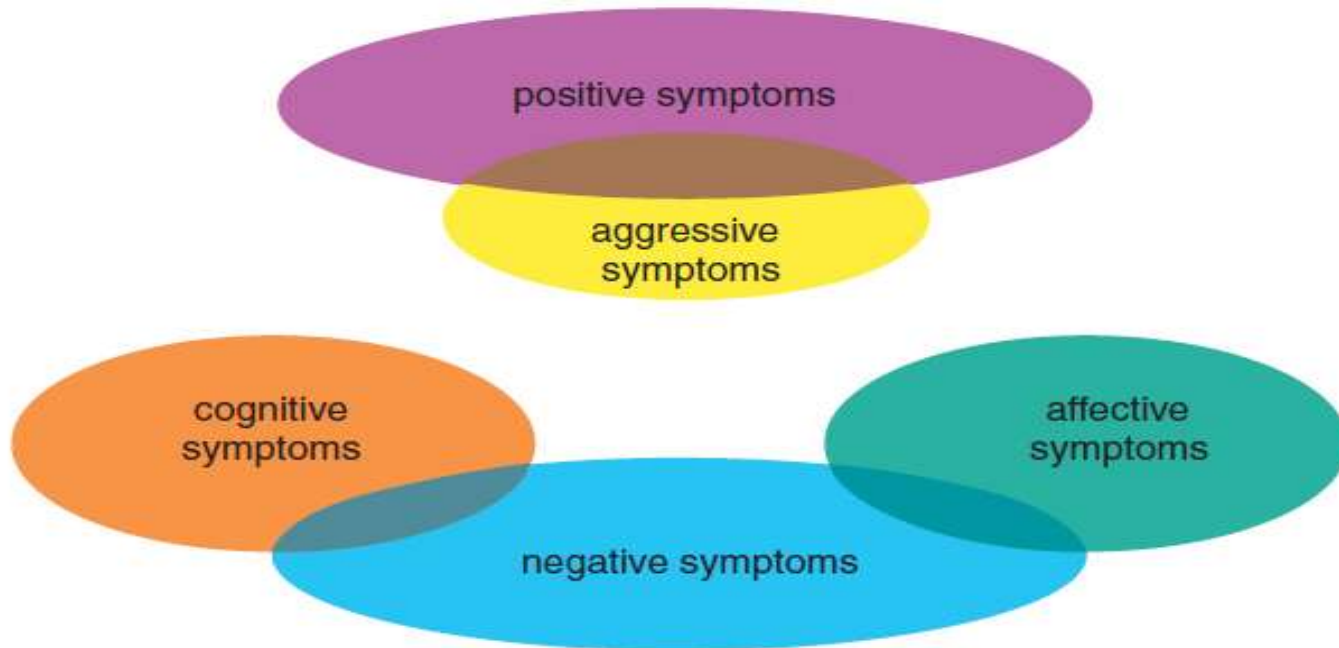 positive symptoms
aggressive
symptoms
cognitive
symptoms
affective
symptoms
negative symptoms